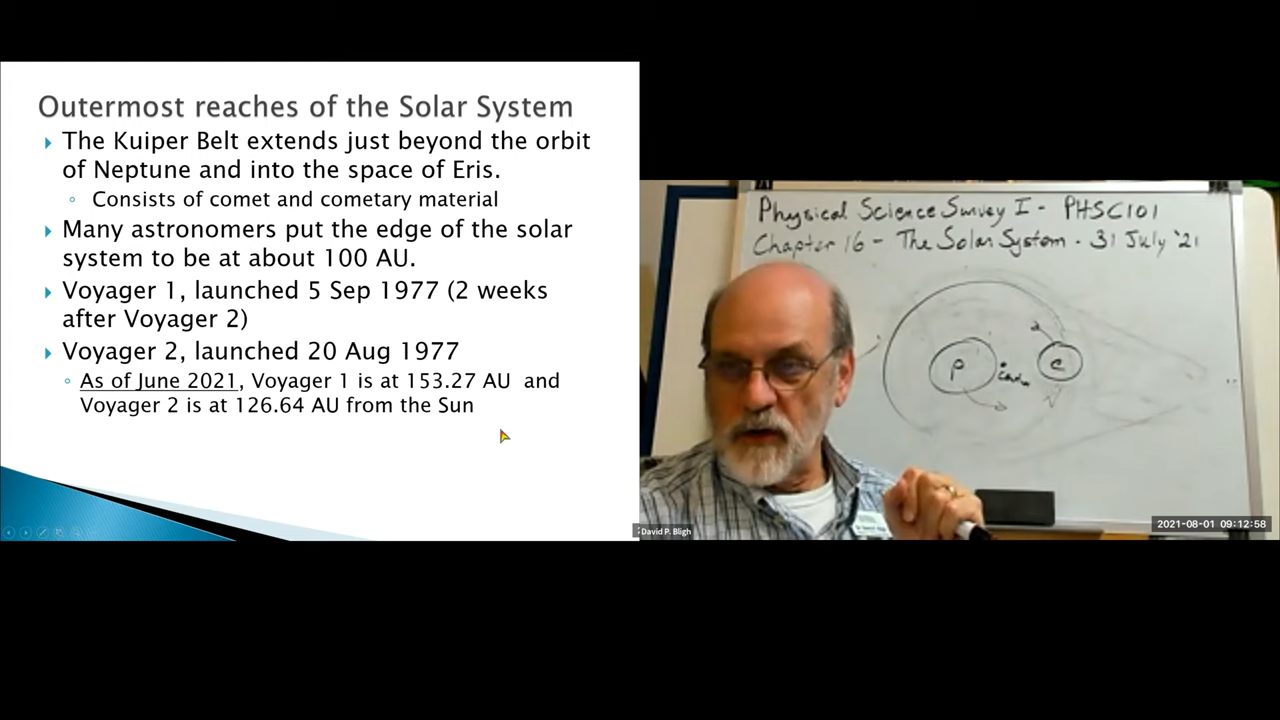 Outermost reaches of the Solar System
The Kuiper Belt extends just beyond the orbit
of Neptune and into the space of Eris.
Consists of comet and cometary material
Many astronomers put the edge of the solar
system to be at about 100 AU.
Voyager 1, launched 5 Sep 1977 (2 weeks
after Voyager 2)
Voyager 2, launched 20 Aug 1977
As of June 2021, Voyager 1 is at 153.27 AU and
Voyager 2 is at 126.64 AU from the Sun
Physical Science Survey I - PHSC101
Chapter 16 - The Solar System - 31 July '21
P
C
David P. Bligh
2021-08-01 09:12:58